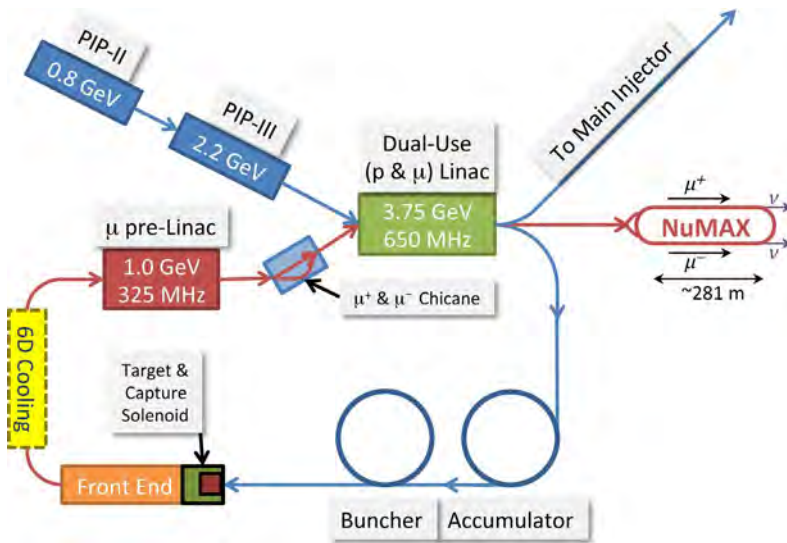 PIP-II
0.8 GeV
PIP-III
2.2 GeV
To Main Injector
Dual-Use
(p & μ) Linac
3.75 GeV
650 MHz
μ⁺
ν
NuMAX
μ⁻
ν
~281 m
μ pre-Linac
1.0 GeV
325 MHz
μ⁺ & μ⁻ Chicane
6D Cooling
Target &
Capture
Solenoid
Front End
Buncher
Accumulator